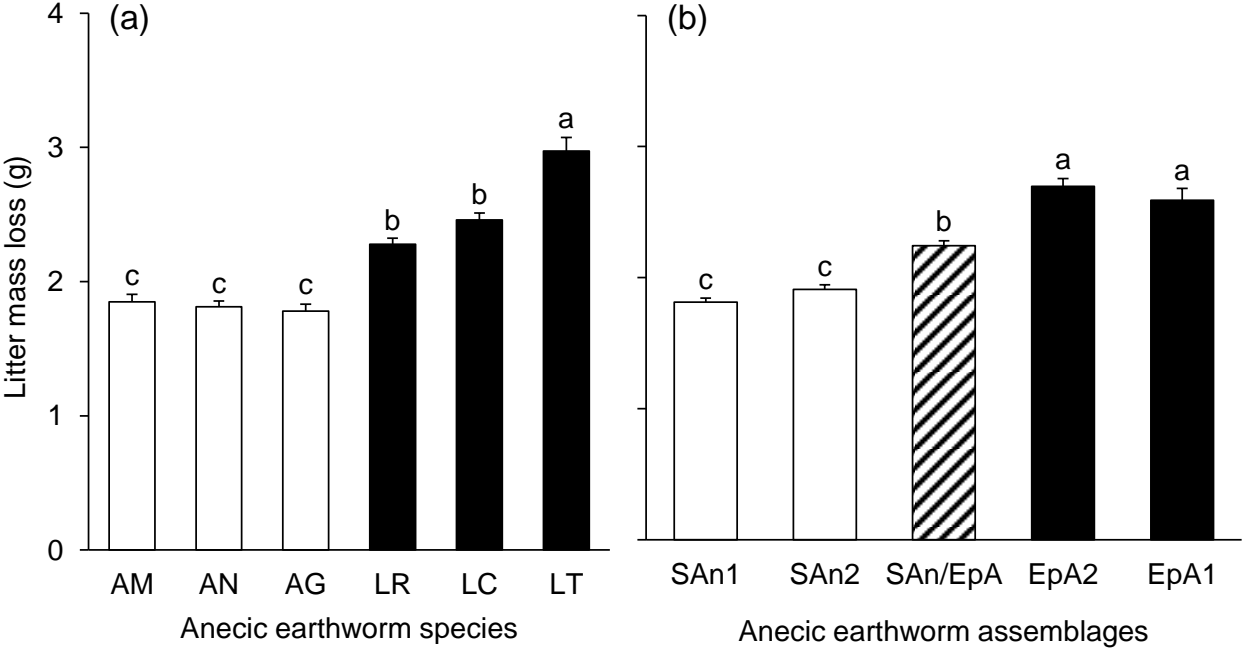 (a)
(b)
Litter mass loss (g)
4
3
2
1
0
c
c
c
b
b
a
c
c
b
a
a
AM AN AG LR LC LT
SAn1 SAn2 SAn/EpA EpA2 EpA1
Anecic earthworm species
Anecic earthworm assemblages